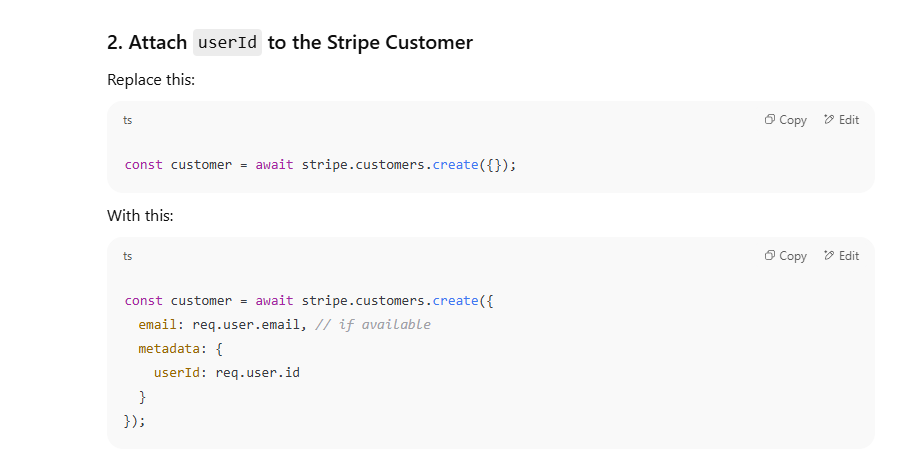 2. Attach userId to the Stripe Customer
Replace this:
ts
Copy
Edit
const customer = await stripe.customers.create({});
With this:
ts
Copy
Edit
const customer = await stripe.customers.create({
  email: req.user.email, // if available
  metadata: {
    userId: req.user.id
  }
});